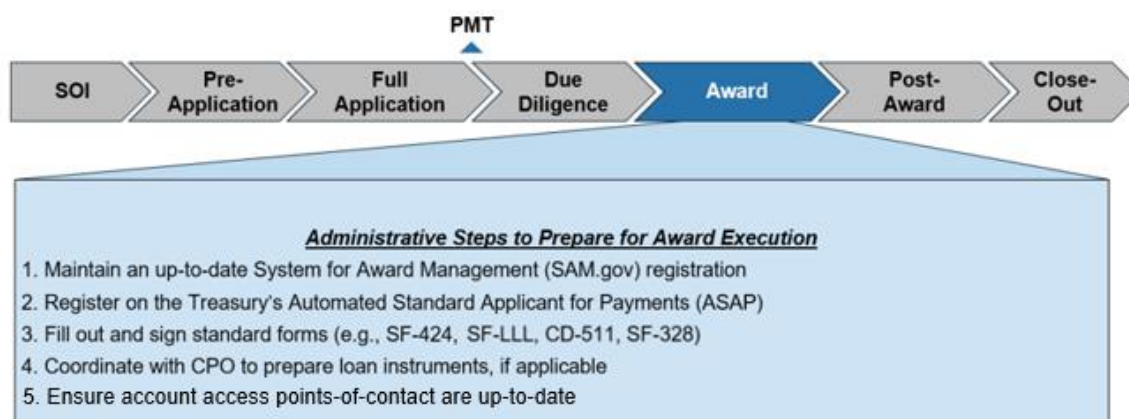 PMT
SOI
Pre-
Application
Full
Application
Due
Diligence
Award
Post-
Award
Close-
Out
Administrative Steps to Prepare for Award Execution
1. Maintain an up-to-date System for Award Management (SAM.gov) registration
2. Register on the Treasury's Automated Standard Applicant for Payments (ASAP)
3. Fill out and sign standard forms (e.g., SF-424, SF-LLL, CD-511, SF-328)
4. Coordinate with CPO to prepare loan instruments, if applicable
5. Ensure account access points-of-contact are up-to-date